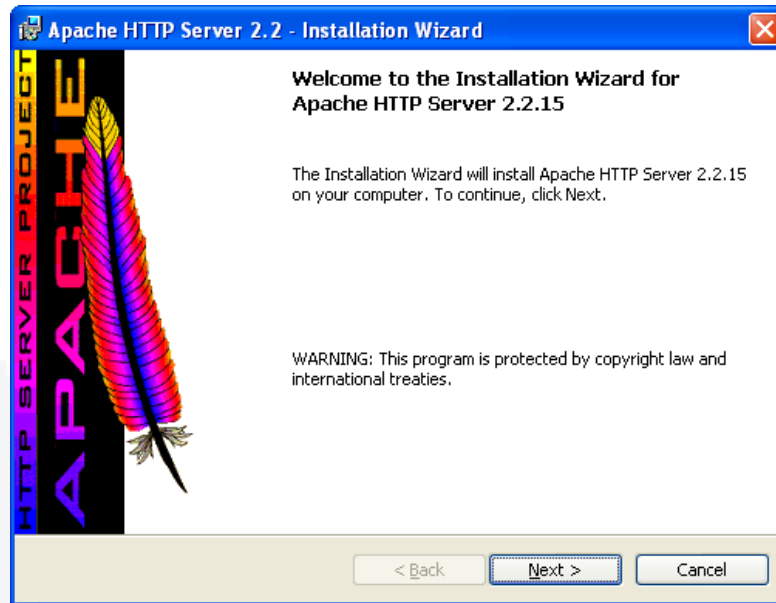 Apache HTTP Server 2.2 - Installation Wizard
HTTP SERVER PROJECT
APACHE
Welcome to the Installation Wizard for
Apache HTTP Server 2.2.15
The Installation Wizard will install Apache HTTP Server 2.2.15
on your computer. To continue, click Next.
WARNING: This program is protected by copyright law and
international treaties.
< Back
Next >
Cancel